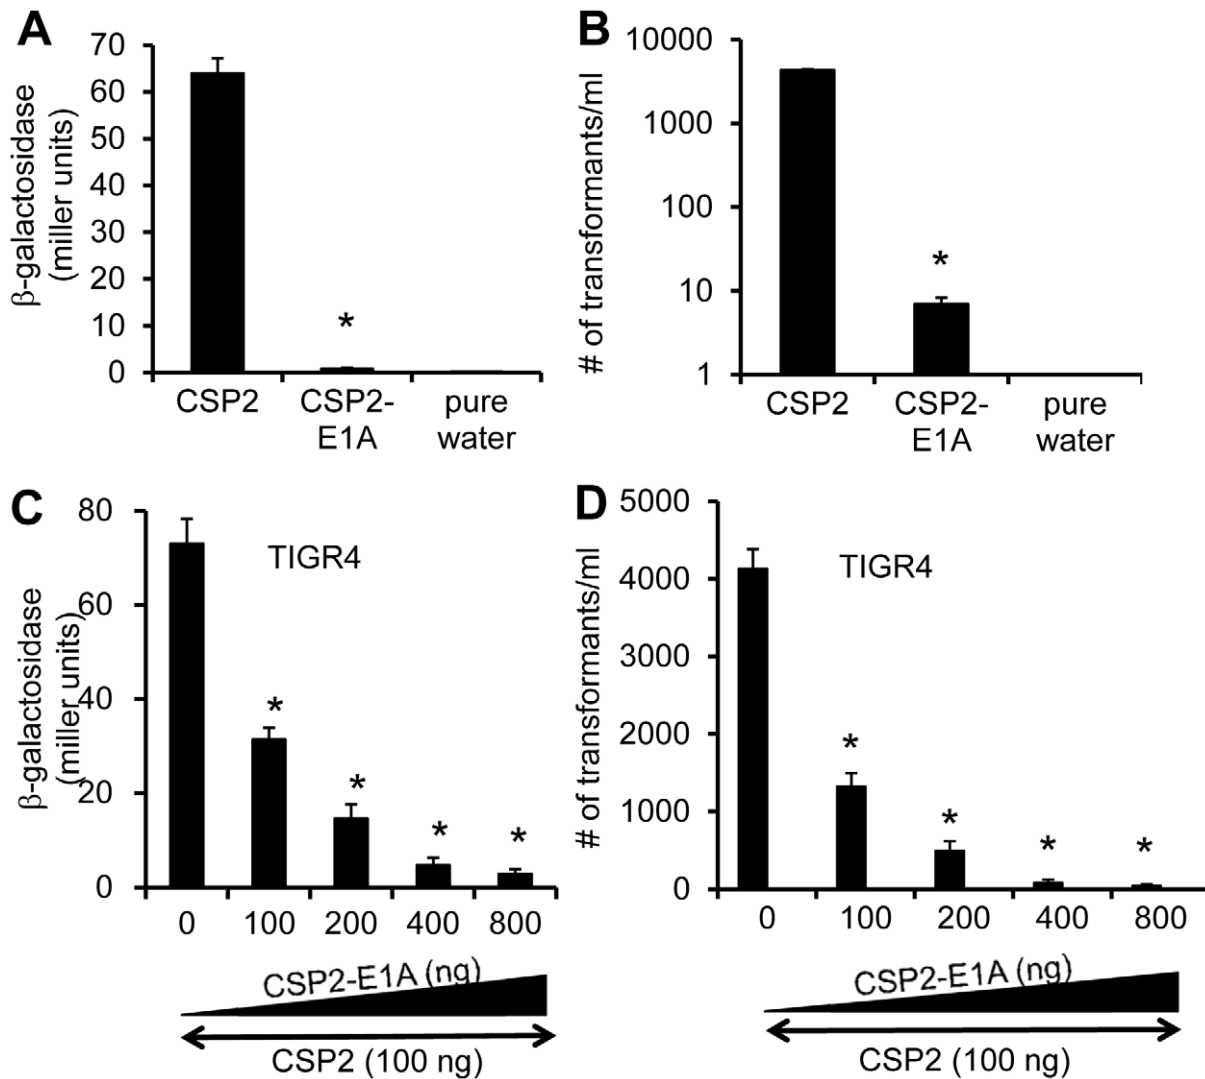 A
β-galactosidase
(miller units)
70
60
50
40
30
20
10
0
*
CSP2
CSP2-
E1A
pure
water
B
# of transformants/ml
10000
1000
100
10
1
*
CSP2
CSP2-
E1A
pure
water
C
β-galactosidase
(miller units)
80
60
40
20
0
TIGR4
*
*
*
*
0 100 200 400 800
CSP2-E1A (ng)
CSP2 (100 ng)
D
# of transformants/ml
5000
4000
3000
2000
1000
0
TIGR4
*
*
*
*
0 100 200 400 800
CSP2-E1A (ng)
CSP2 (100 ng)